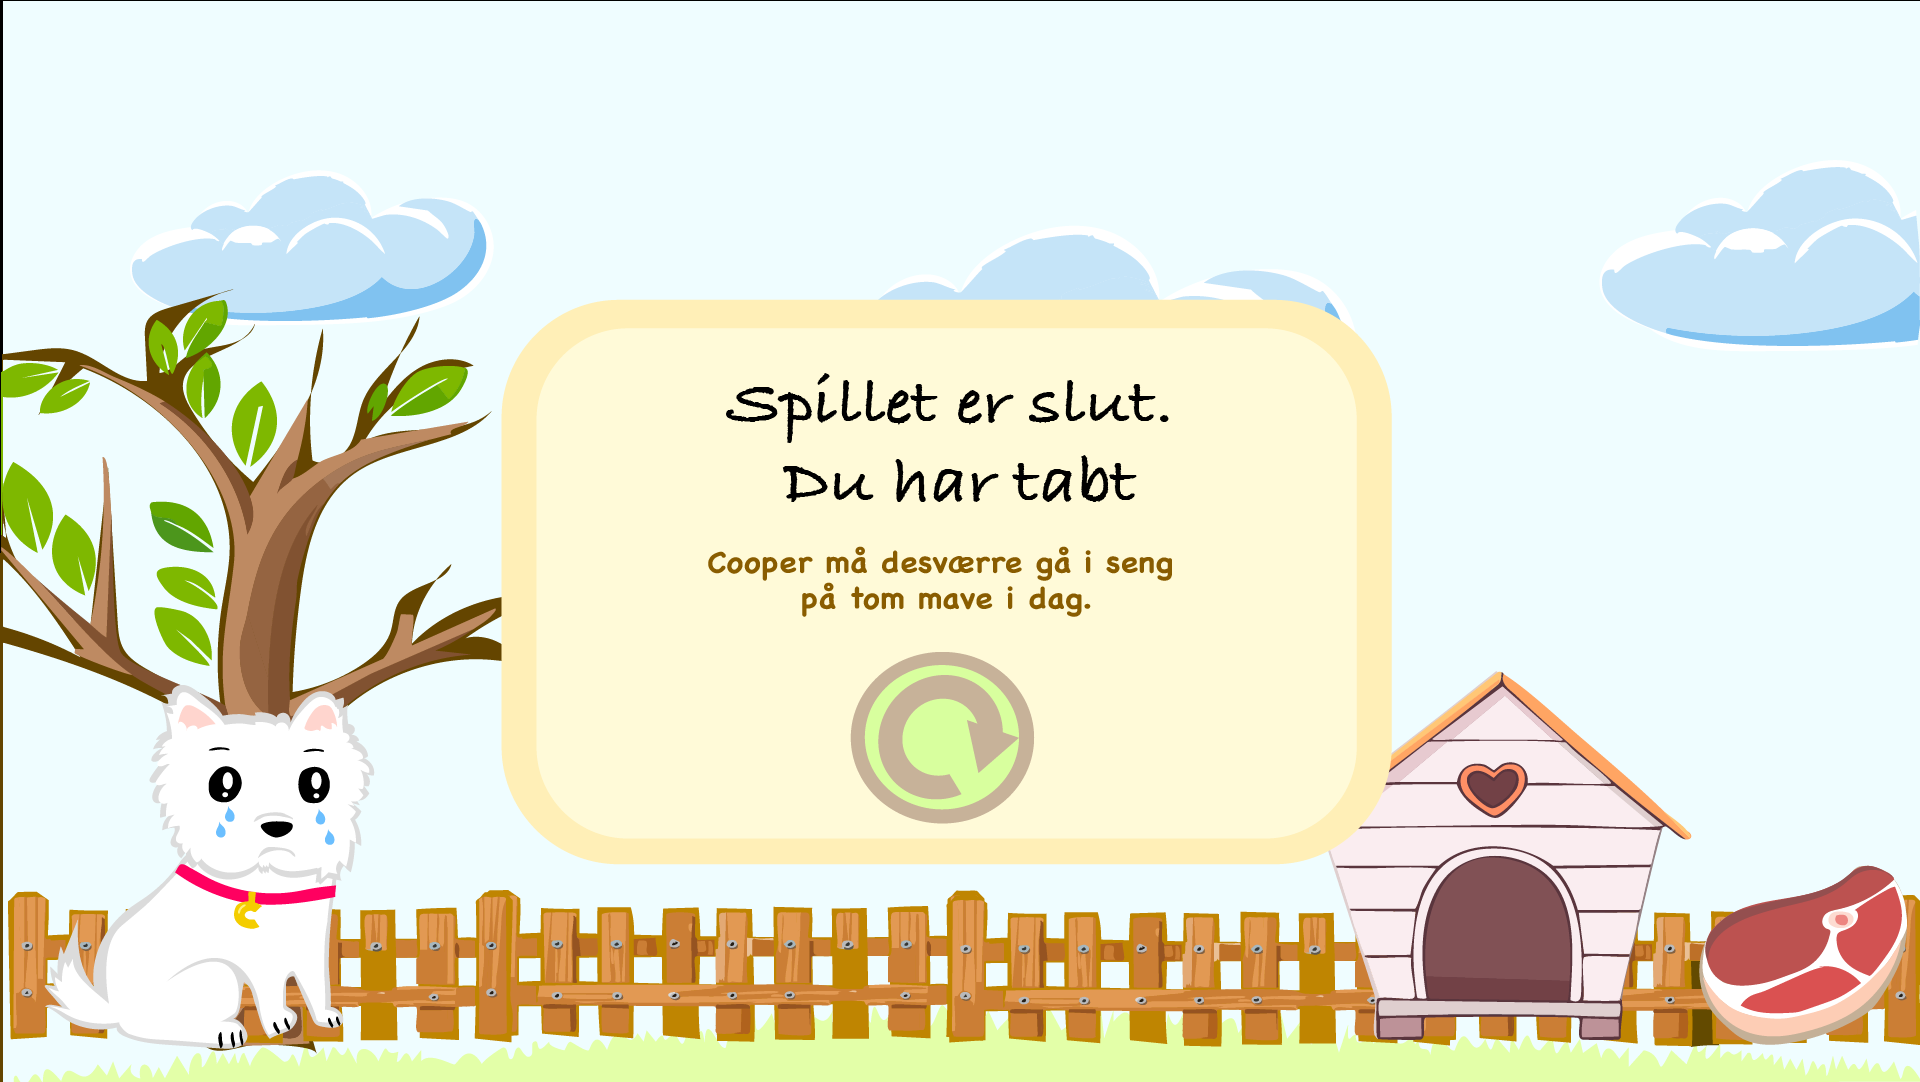 Spillet er slut.
Du har tabt
Cooper må desværre gå i seng
på tom mave i dag.